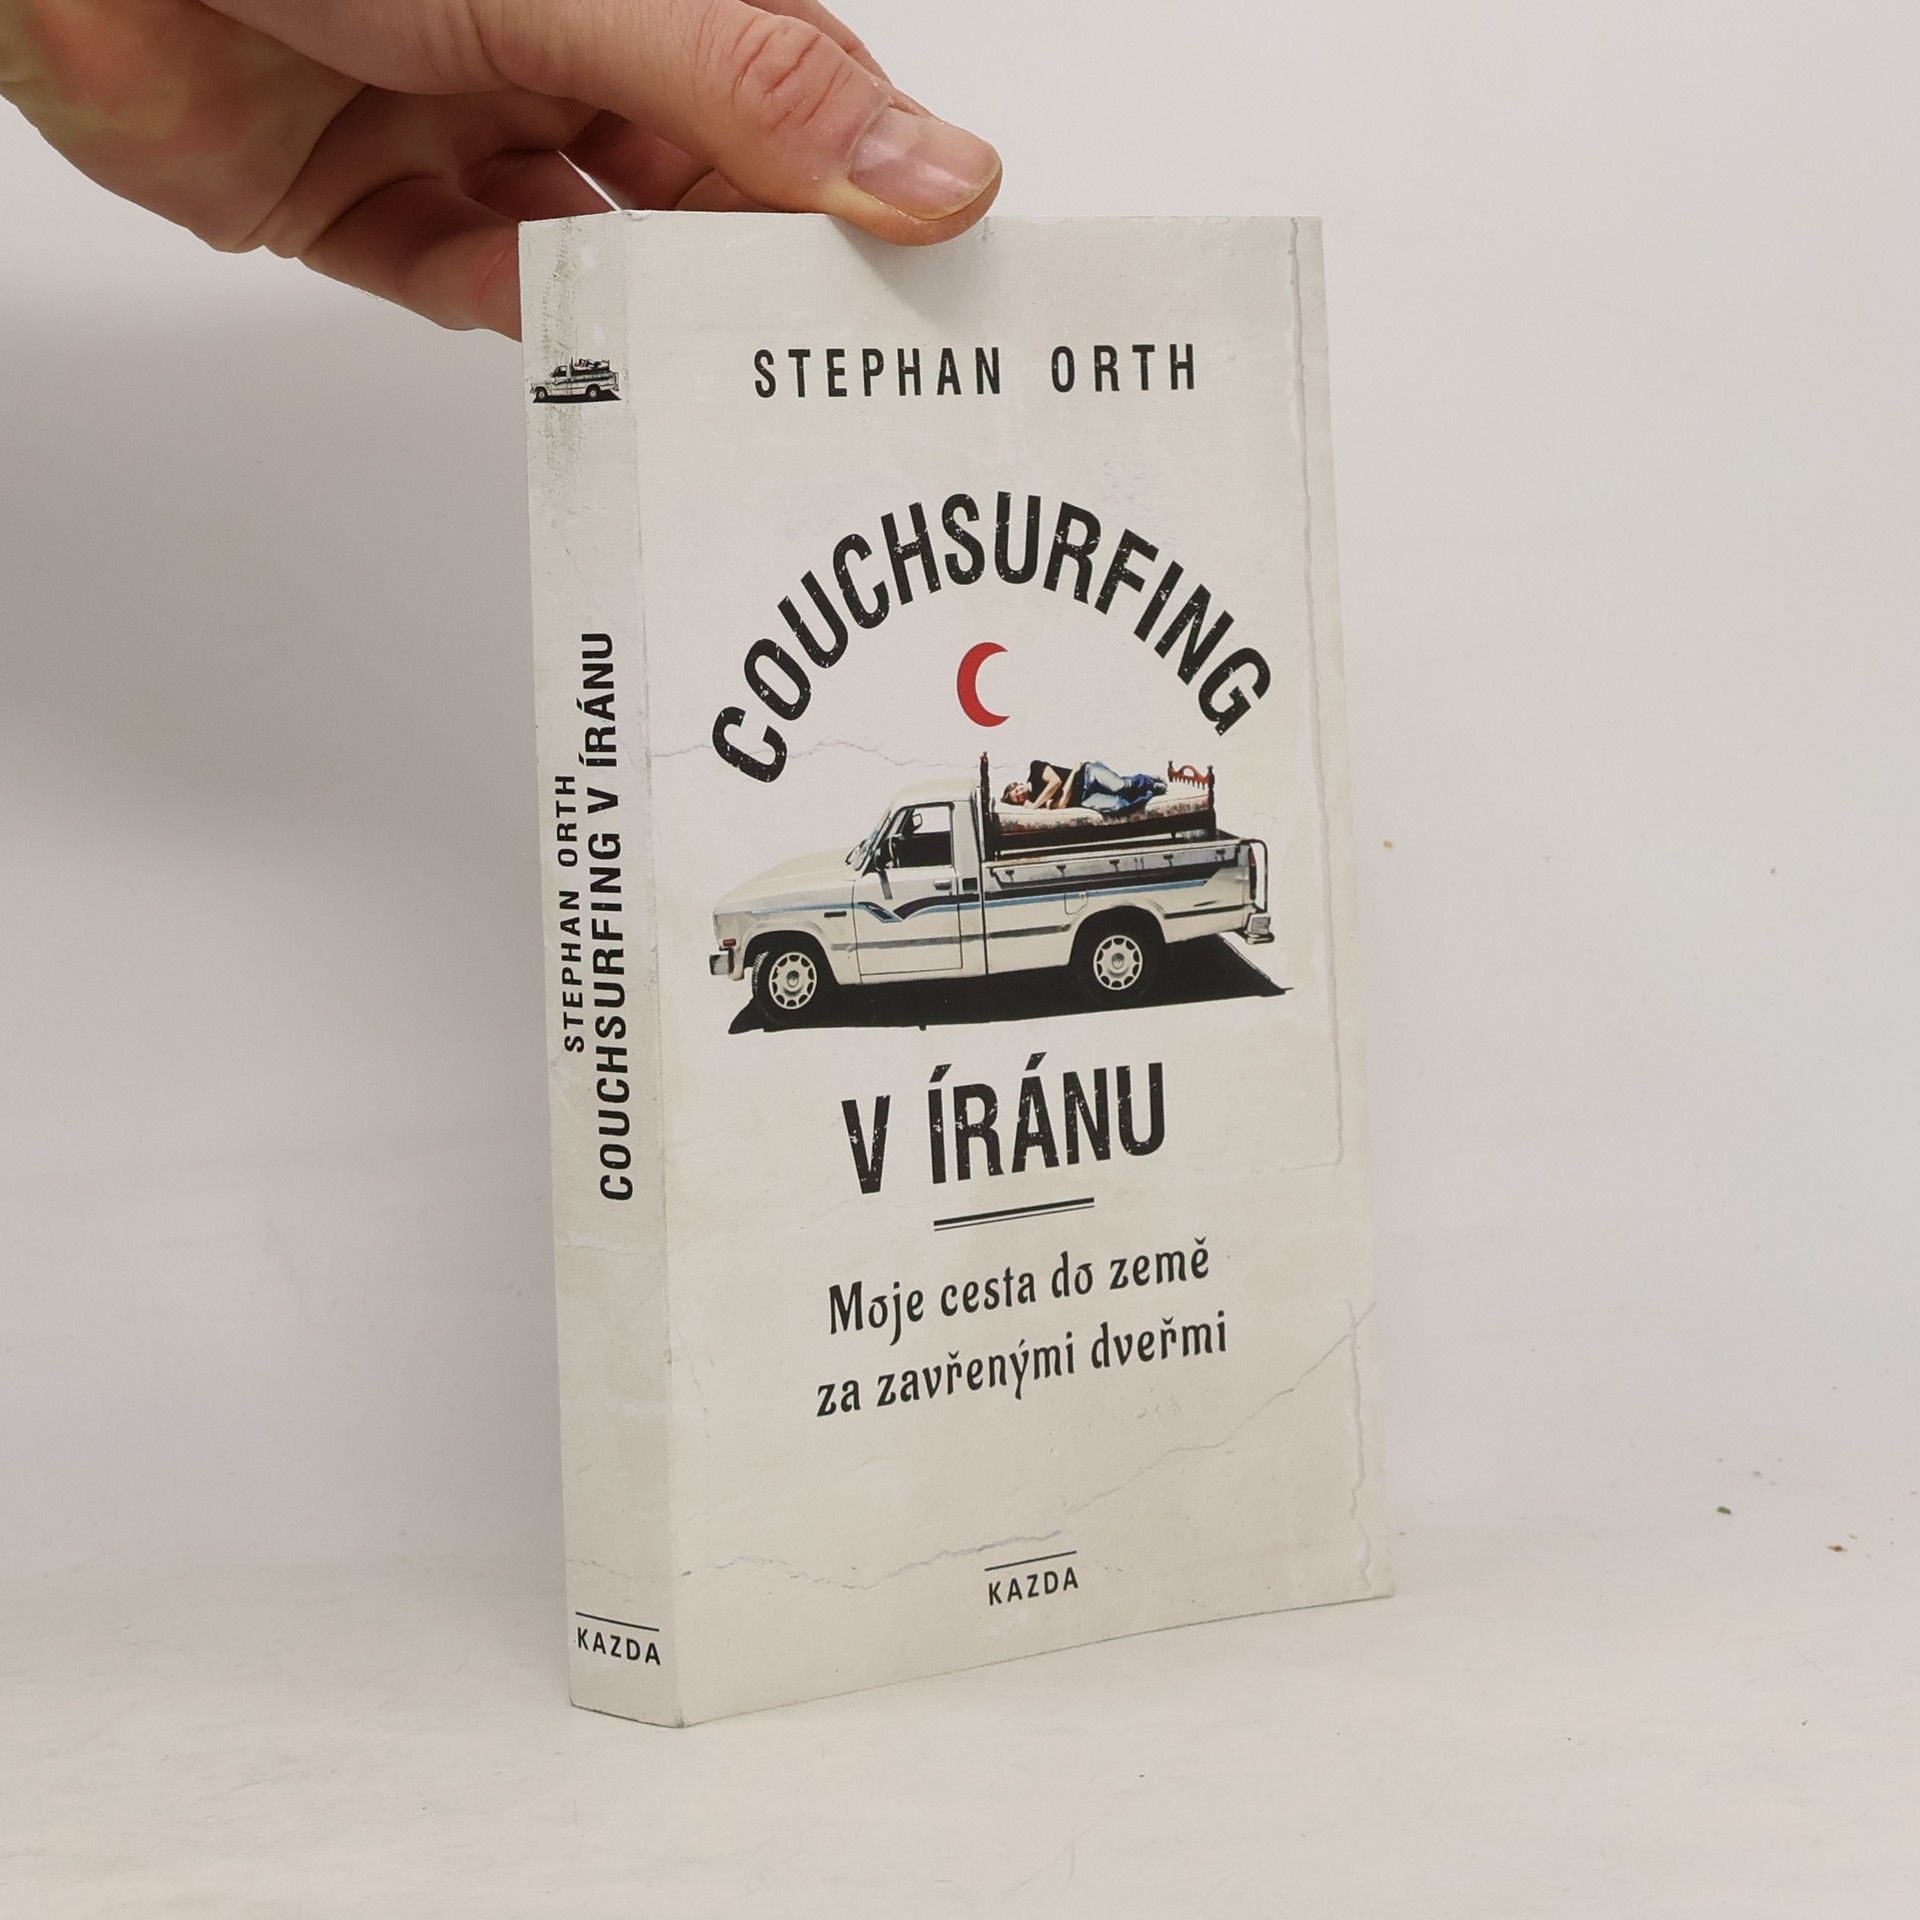 STEPHAN ORTH
COUCHSURFING
V ÍRÁNU
Moje cesta do země
za zavřenými dveřmi
KAZDA
STEPHAN ORTH
COUCHSURFING V ÍRÁNU
KAZDA